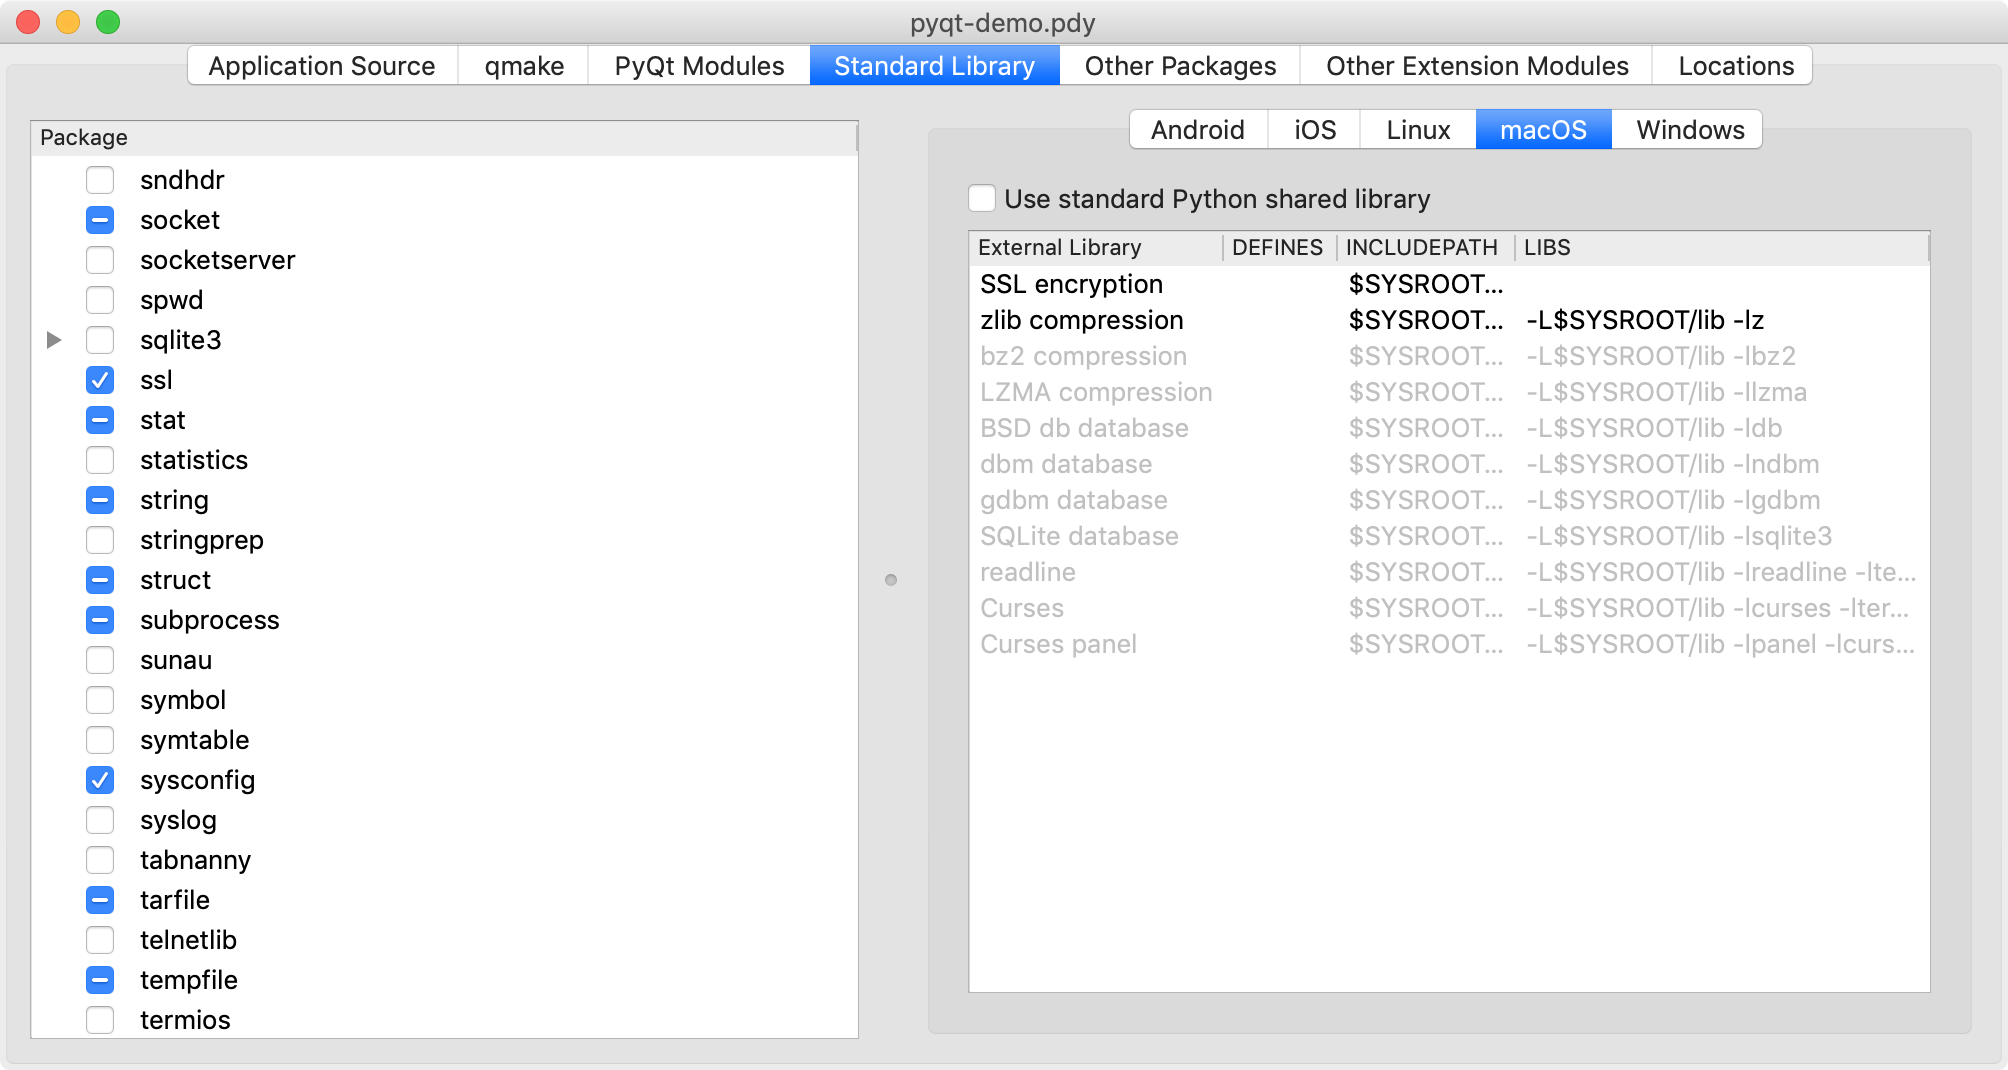 pyqt-demo.pdy
Application Source qmake PyQt Modules Standard Library Other Packages Other Extension Modules Locations
Package
sndhdr
socket
socketserver
spwd
sqlite3
ssl
stat
statistics
string
stringprep
struct
subprocess
sunau
symbol
symtable
sysconfig
syslog
tabnanny
tarfile
telnetlib
tempfile
termios
Android iOS Linux macOS Windows
Use standard Python shared library
External Library DEFINES INCLUDEPATH LIBS
SSL encryption $SYSROOT...
zlib compression $SYSROOT... -L$SYSROOT/lib -lz
bz2 compression $SYSROOT... -L$SYSROOT/lib -lbz2
LZMA compression $SYSROOT... -L$SYSROOT/lib -llzma
BSD db database $SYSROOT... -L$SYSROOT/lib -ldb
dbm database $SYSROOT... -L$SYSROOT/lib -lndbm
gdbm database $SYSROOT... -L$SYSROOT/lib -lgdbm
SQLite database $SYSROOT... -L$SYSROOT/lib -lsqlite3
readline $SYSROOT... -L$SYSROOT/lib -lreadline -lte...
Curses $SYSROOT... -L$SYSROOT/lib -lcurses -lter...
Curses panel $SYSROOT... -L$SYSROOT/lib -lpanel -lcurs...